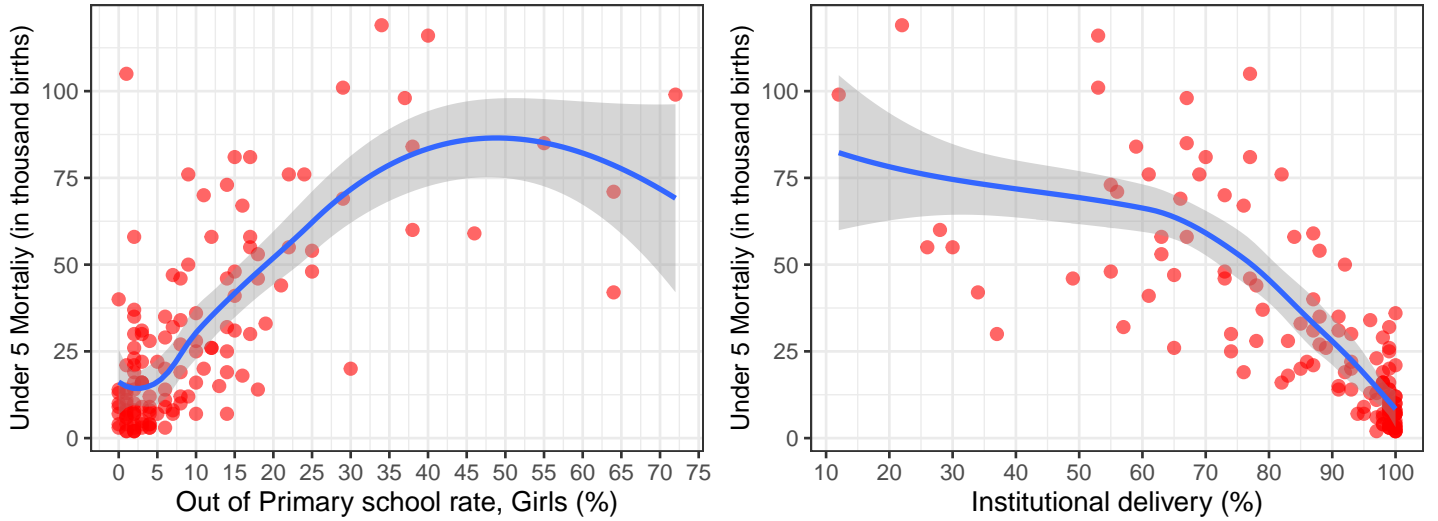 Under 5 Mortaliy (in thousand births)
100
75
50
25
0
0 5 10 15 20 25 30 35 40 45 50 55 60 65 70 75
Out of Primary school rate, Girls (%)
Under 5 Mortaliy (in thousand births)
100
75
50
25
0
10 20 30 40 50 60 70 80 90 100
Institutional delivery (%)